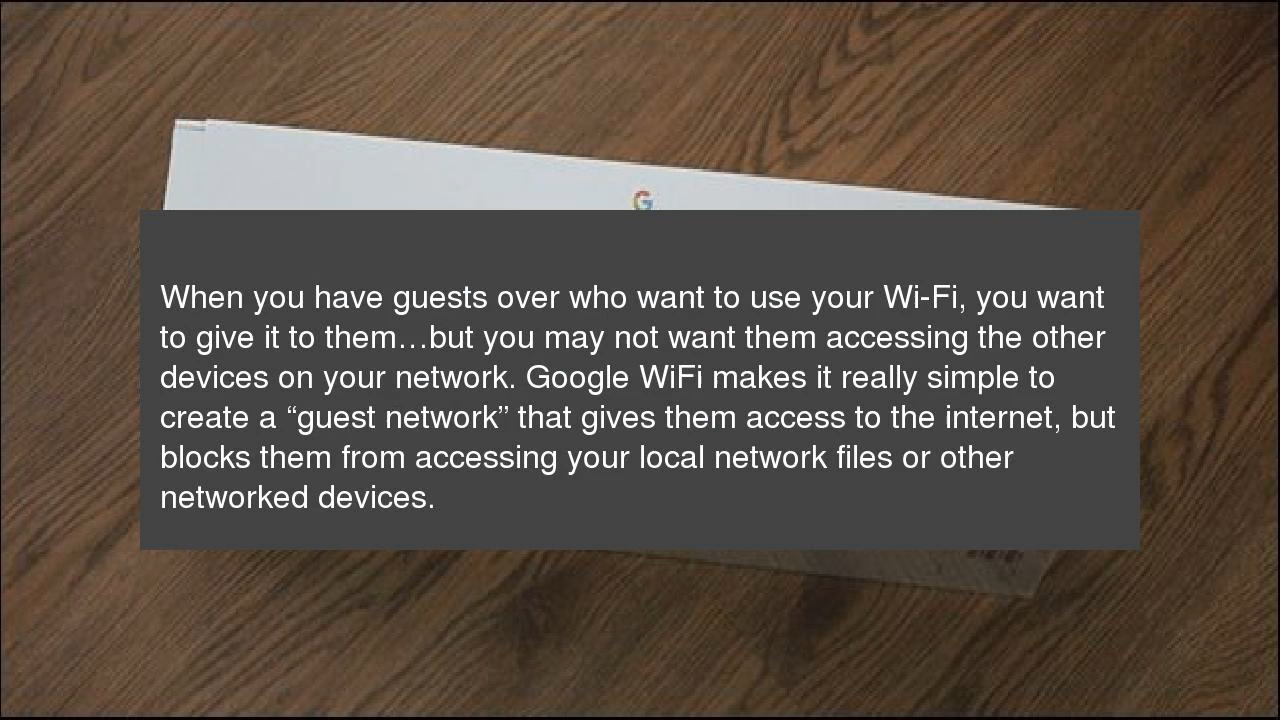 G
When you have guests over who want to use your Wi-Fi, you want
to give it to them…but you may not want them accessing the other
devices on your network. Google WiFi makes it really simple to
create a “guest network” that gives them access to the internet, but
blocks them from accessing your local network files or other
networked devices.